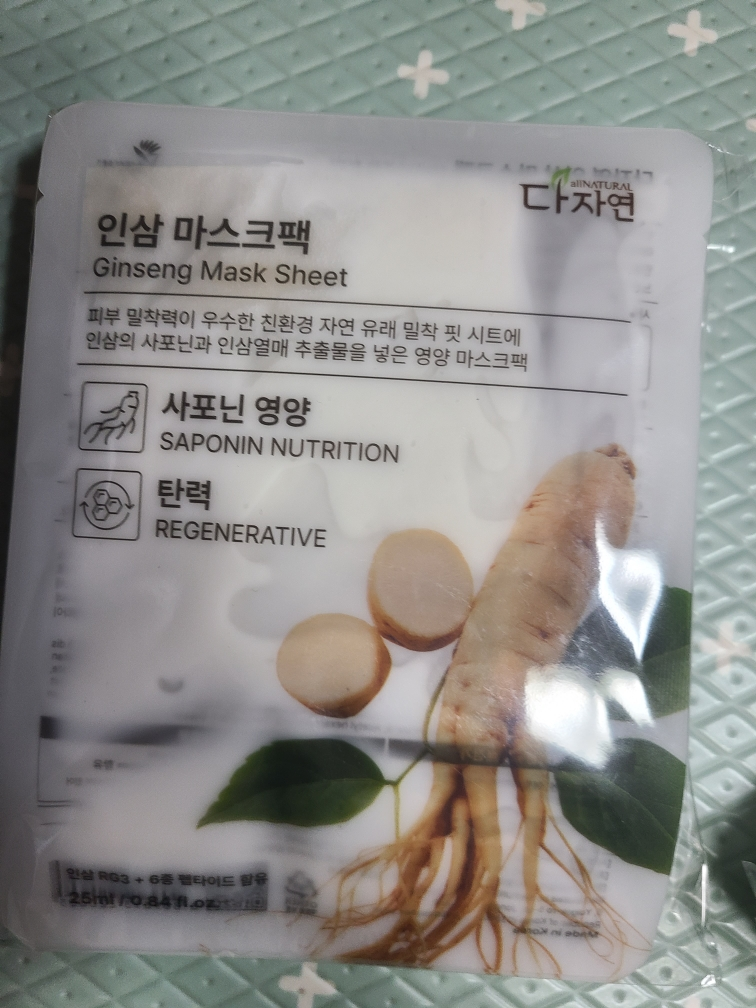 allNATURAL
다자연
인삼 마스크팩
Ginseng Mask Sheet
피부 밀착력이 우수한 친환경 자연 유래 밀착 핏 시트에
인삼의 사포닌과 인삼열매 추출물을 넣은 영양 마스크팩
사포닌 영양
SAPONIN NUTRITION
탄력
REGENERATIVE
인삼 RG3 + 6종 펩타이드 함유
25ml / 0.84 fl.oz.
Made in Korea